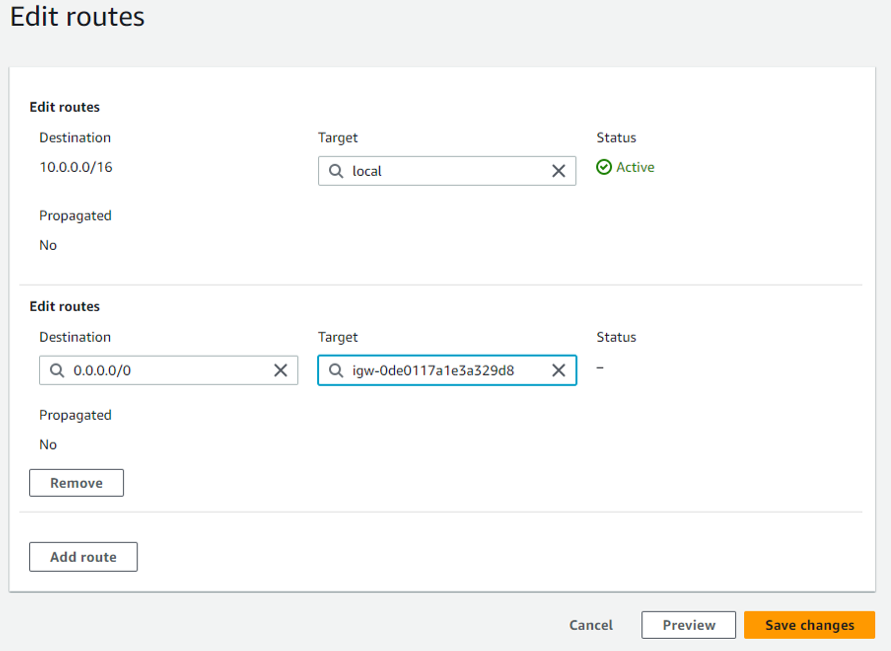 Edit routes
Edit routes
Destination Target Status
10.0.0.0/16 local Active
Propagated
No
Edit routes
Destination Target Status
0.0.0.0/0 igw-0de0117a1e3a329d8 –
Propagated
No
Remove
Add route
Cancel Preview Save changes